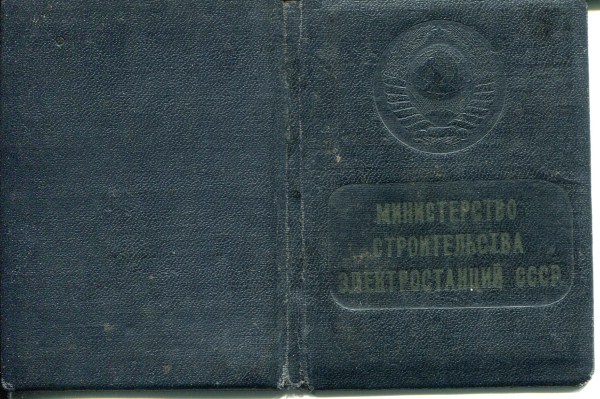 МИНИСТЕРСТВО
СТРОИТЕЛЬСТВА
ЭЛЕКТРОСТАНЦИЙ СССР